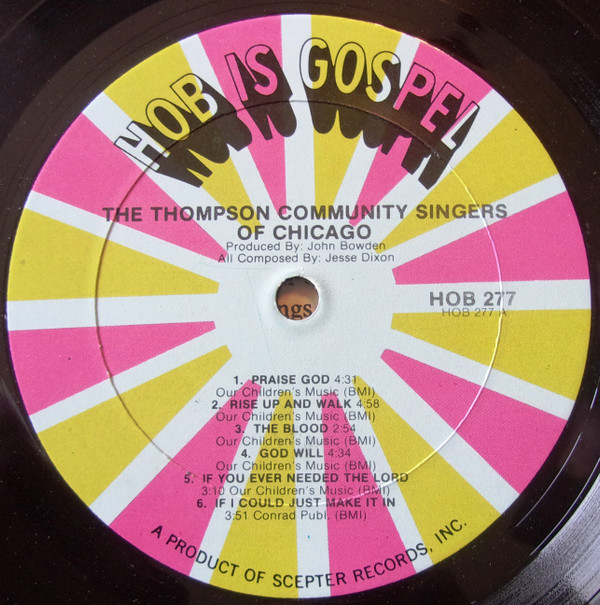 HOB IS GOSPEL
THE THOMPSON COMMUNITY SINGERS
OF CHICAGO
Produced By: John Bowden
All Composed By: Jesse Dixon
HOB 277
HOB 277 A
ngs
1. PRAISE GOD 4:31
Our Children's Music (BMI)
2. RISE UP AND WALK 4:58
Our Children's Music (BMI)
3. THE BLOOD 2:54
Our Children's Music (BMI)
4. GOD WILL 4:34
Our Children's Music (BMI)
5. IF YOU EVER NEEDED THE LORD
3:10 Our Children's Music (BMI)
6. IF I COULD JUST MAKE IT IN
3:51 Conrad Publ. (BMI)
A PRODUCT OF SCEPTER RECORDS, INC.